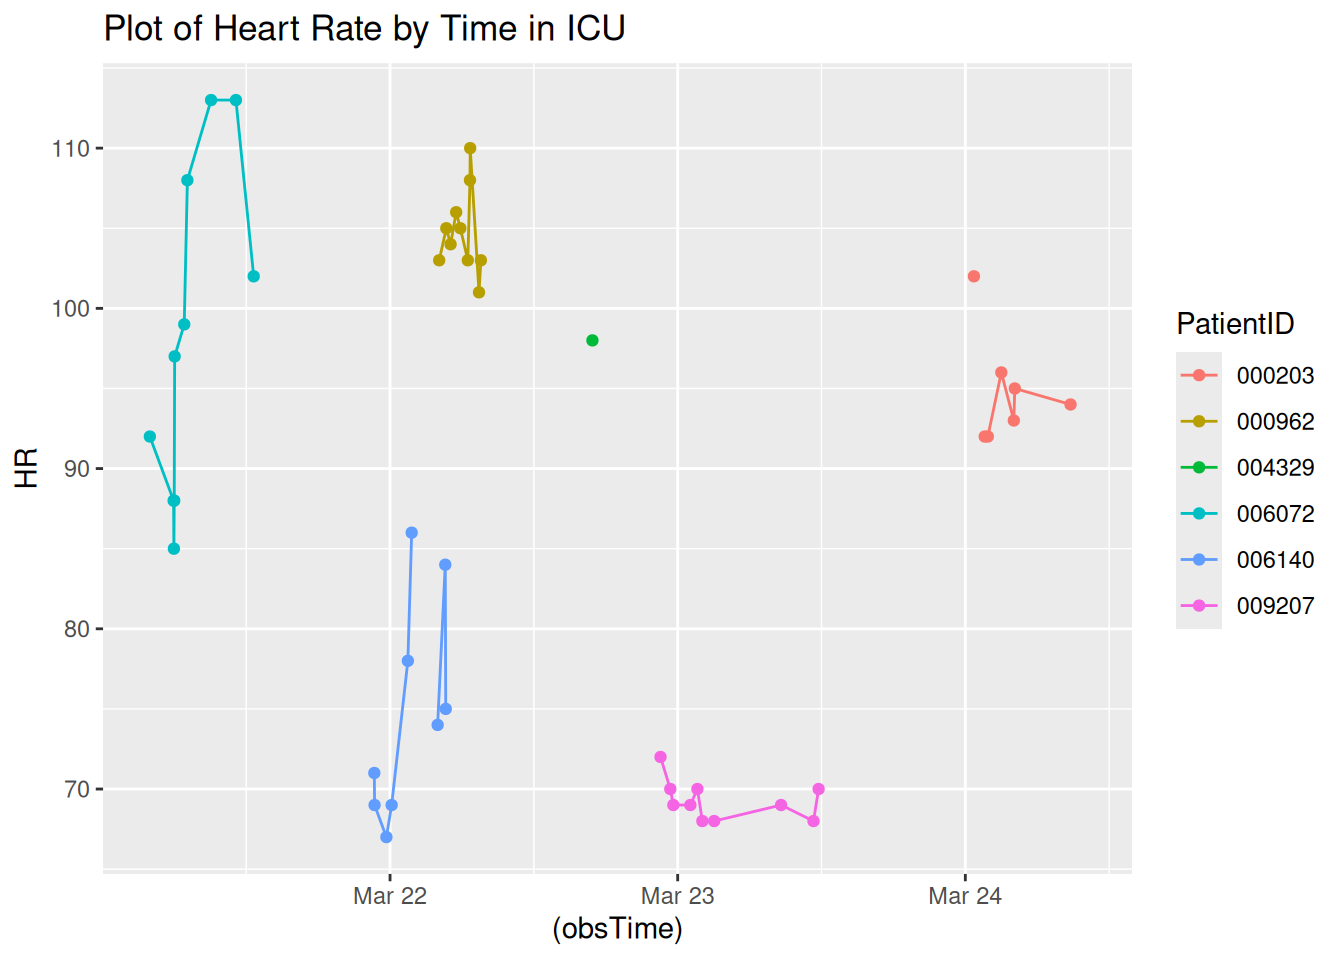 Plot of Heart Rate by Time in ICU
110
100
90
80
70
HR
Mar 22
Mar 23
Mar 24
(obsTime)
PatientID
000203
000962
004329
006072
006140
009207